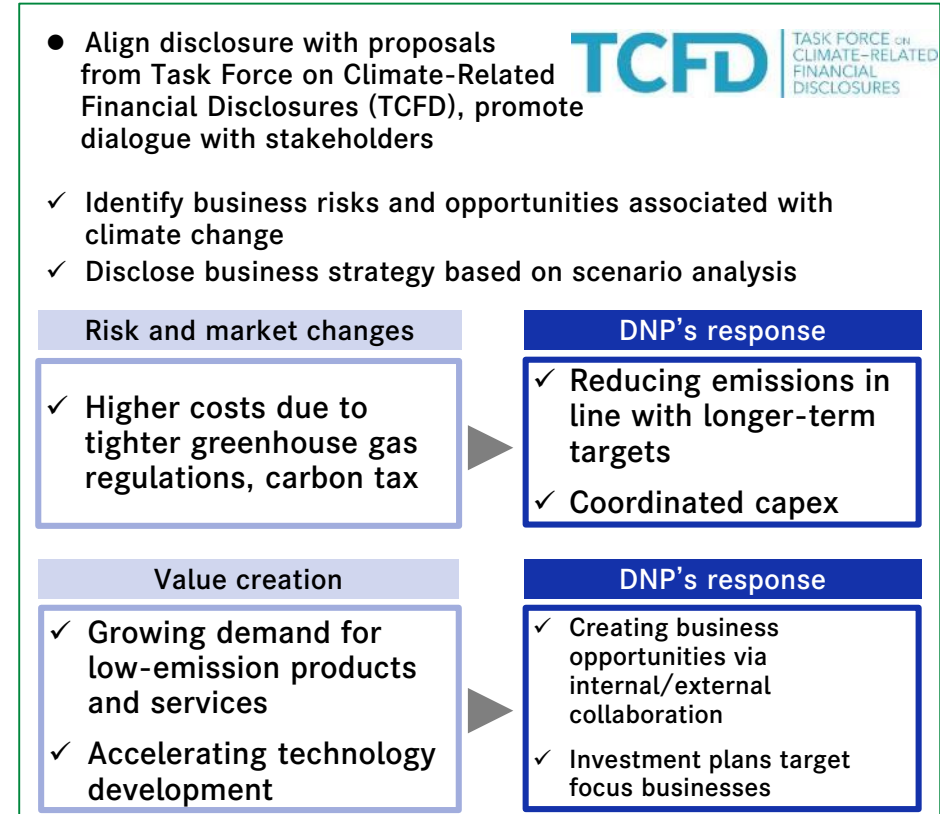 ● Align disclosure with proposals
from Task Force on Climate-Related
Financial Disclosures (TCFD), promote
dialogue with stakeholders
TCFD
TASK FORCE ON
CLIMATE-RELATED
FINANCIAL
DISCLOSURES
✓ Identify business risks and opportunities associated with
climate change
✓ Disclose business strategy based on scenario analysis
Risk and market changes
✓ Higher costs due to
tighter greenhouse gas
regulations, carbon tax
DNP's response
✓ Reducing emissions in
line with longer-term
targets
✓ Coordinated capex
Value creation
✓ Growing demand for
low-emission products
and services
✓ Accelerating technology
development
DNP's response
✓ Creating business
opportunities via
internal/external
collaboration
✓ Investment plans target
focus businesses